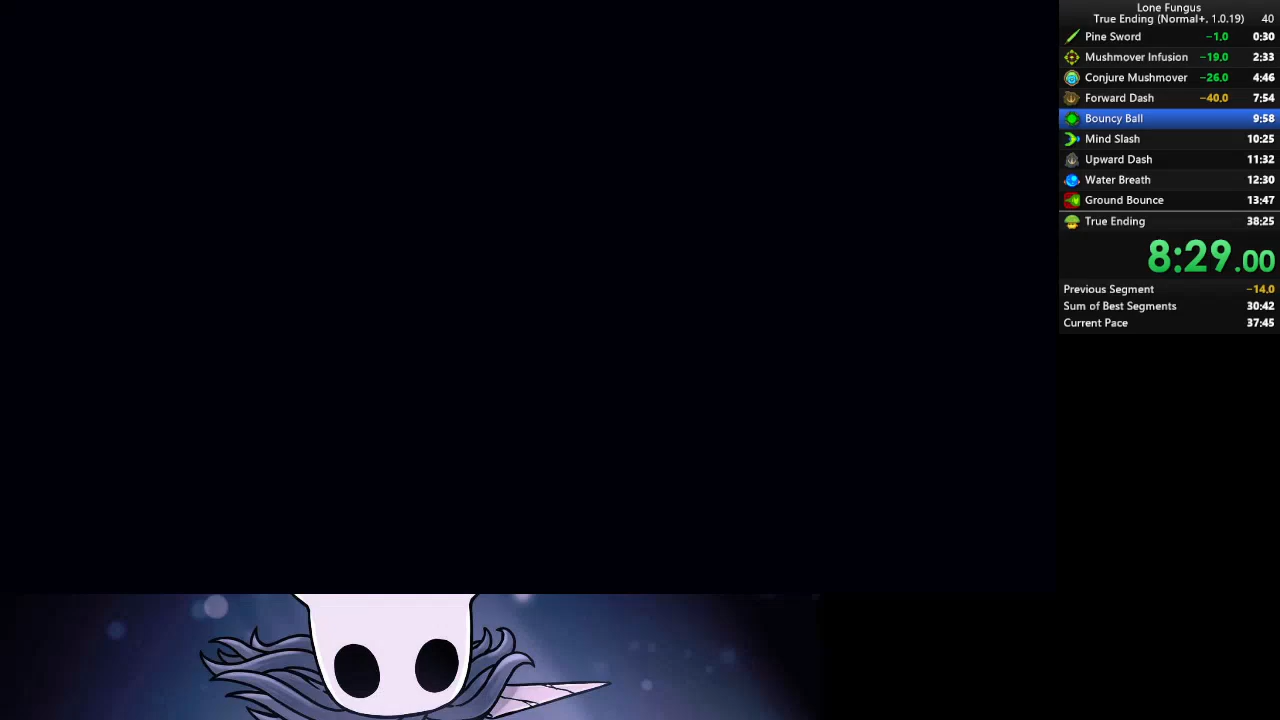 Lone Fungus
True Ending (Normal+, 1.0.19) 40
Pine Sword −1.0 0:30
Mushmover Infusion −19.0 2:33
Conjure Mushmover −26.0 4:46
Forward Dash −40.0 7:54
Bouncy Ball 9:58
Mind Slash 10:25
Upward Dash 11:32
Water Breath 12:30
Ground Bounce 13:47
True Ending 38:25
8:29.00
Previous Segment −14.0
Sum of Best Segments 30:42
Current Pace 37:45